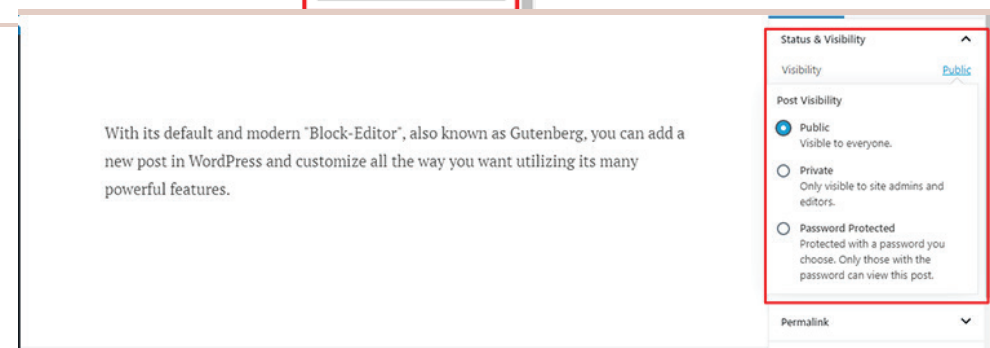 With its default and modern "Block-Editor", also known as Gutenberg, you can add a
new post in WordPress and customize all the way you want utilizing its many
powerful features.
Status & Visibility
Visibility Public
Post Visibility
Public
Visible to everyone.
Private
Only visible to site admins and
editors.
Password Protected
Protected with a password you
choose. Only those with the
password can view this post.
Permalink